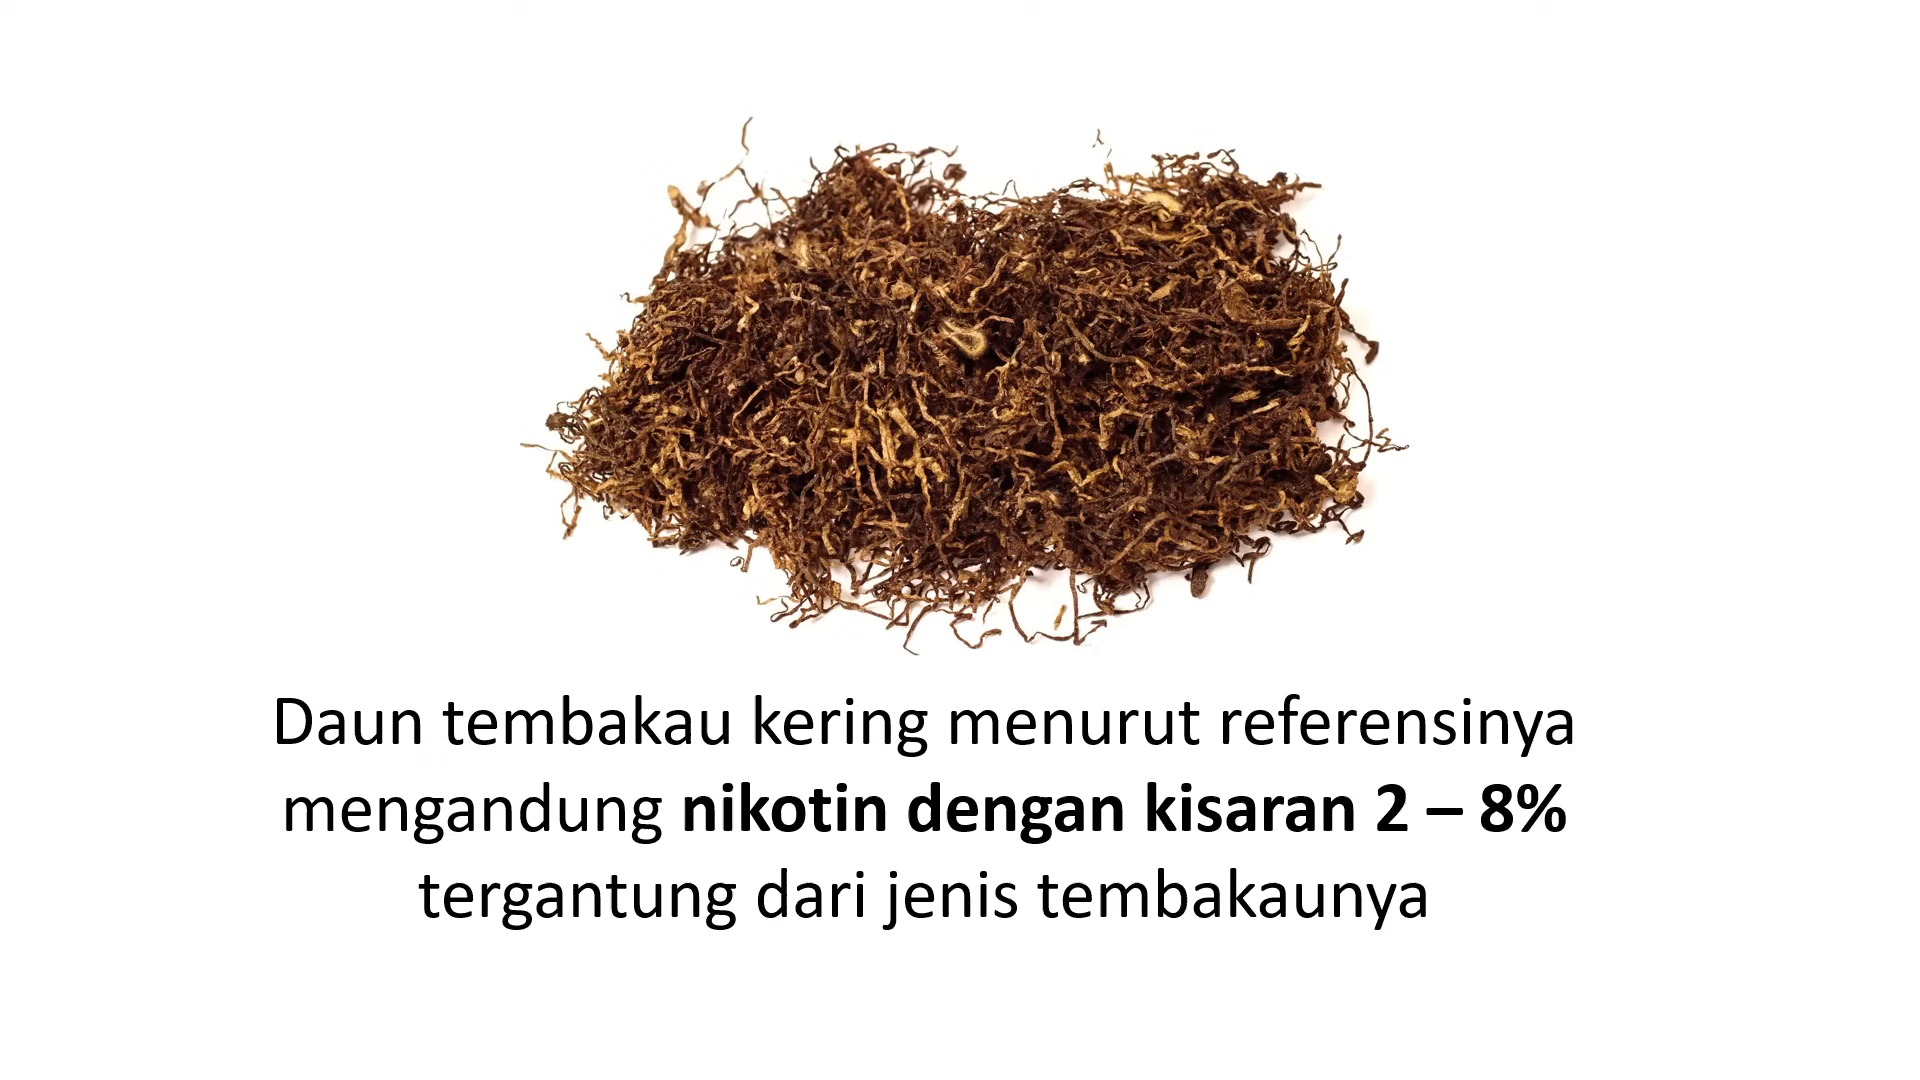 Daun tembakau kering menurut referensinya
mengandung nikotin dengan kisaran 2 – 8%
tergantung dari jenis tembakaunya